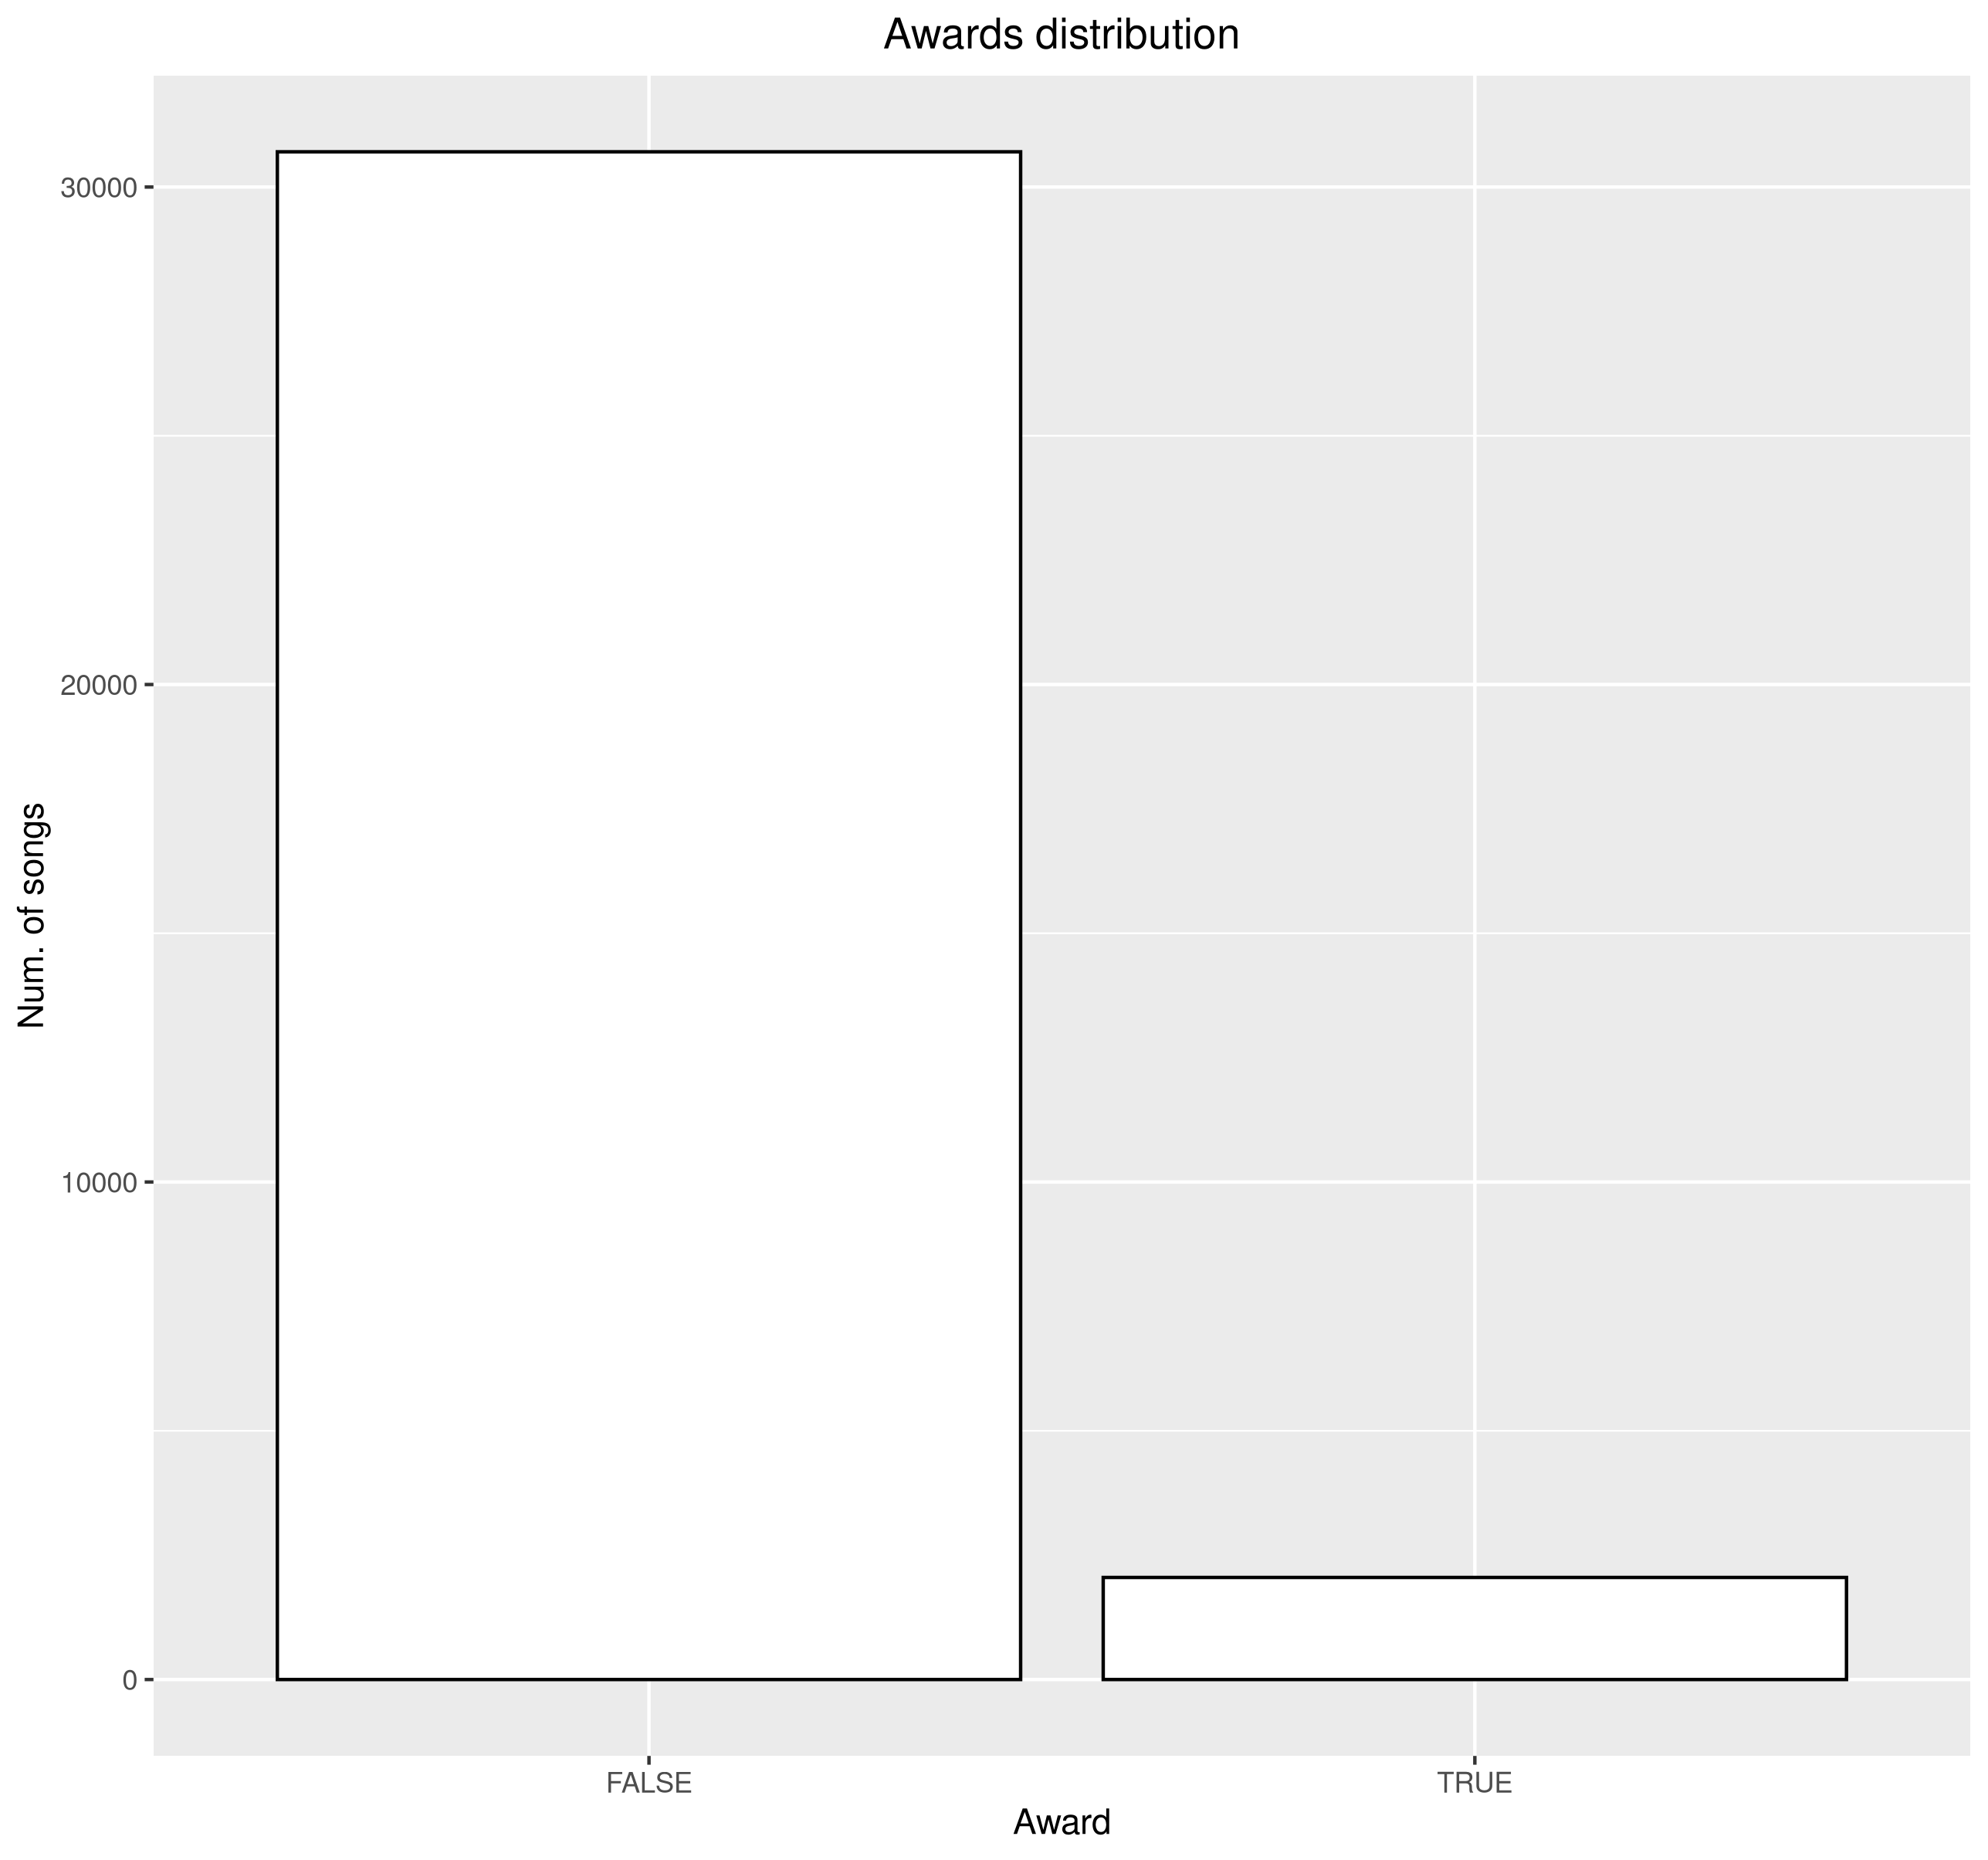 Awards distribution
Num. of songs
30000
20000
10000
0
FALSE TRUE
Award